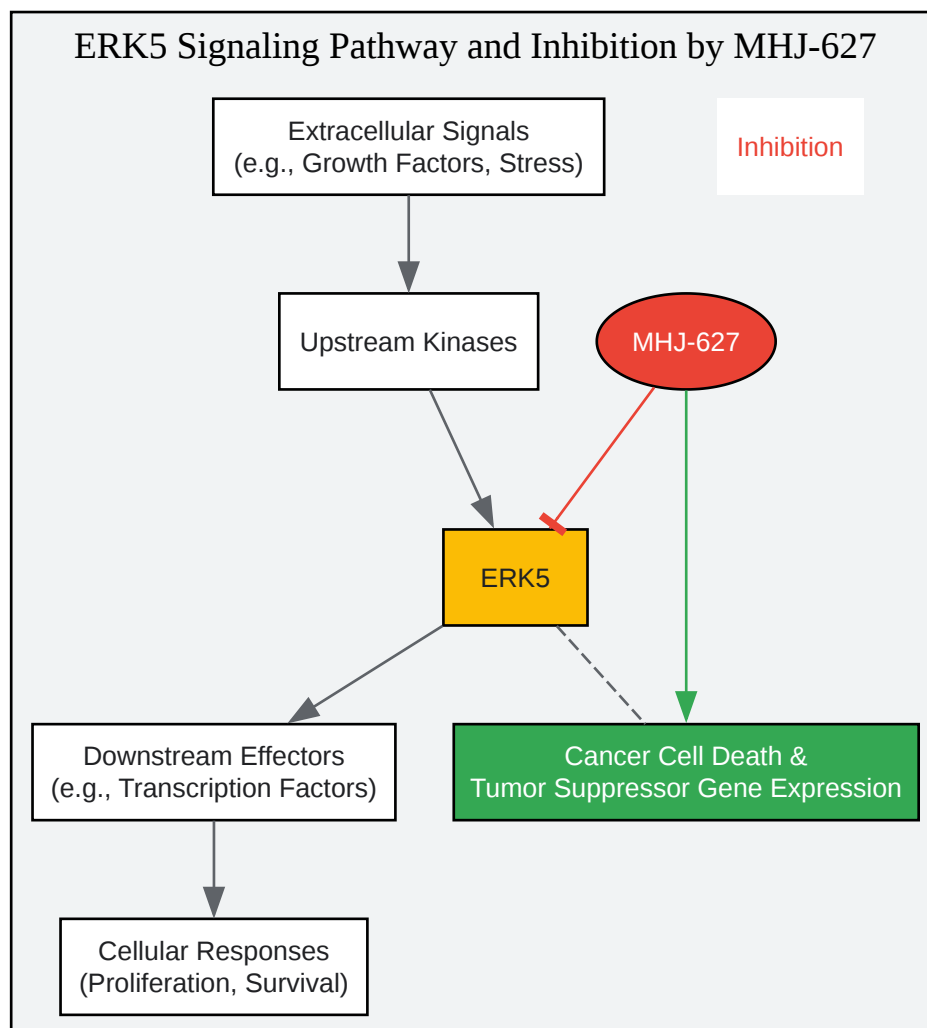 ERK5 Signaling Pathway and Inhibition by MHJ-627
Extracellular Signals
(e.g., Growth Factors, Stress)
Inhibition
Upstream Kinases
MHJ-627
ERK5
Downstream Effectors
(e.g., Transcription Factors)
Cancer Cell Death &
Tumor Suppressor Gene Expression
Cellular Responses
(Proliferation, Survival)